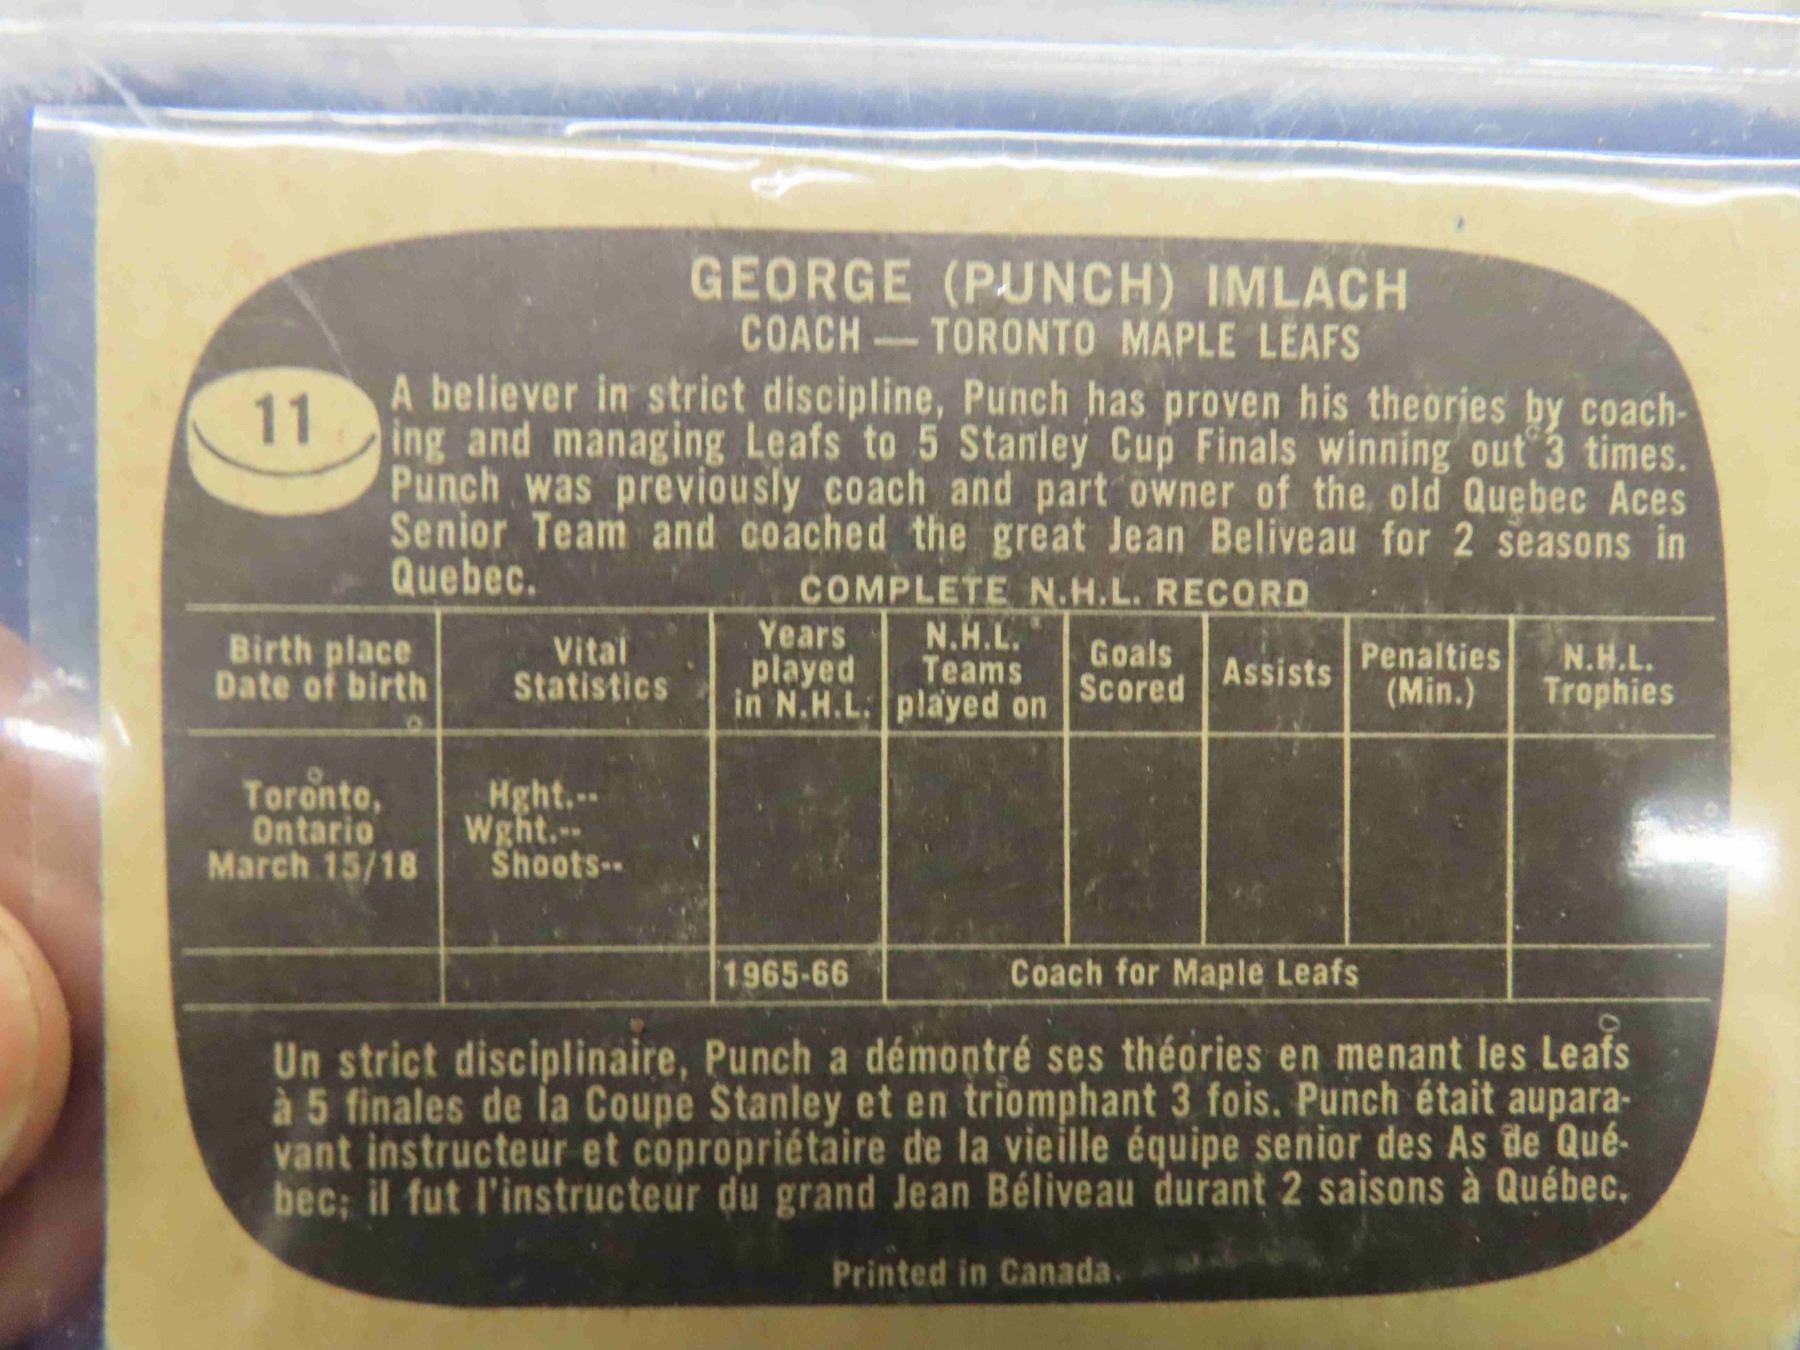 GEORGE (PUNCH) IMLACH
COACH — TORONTO MAPLE LEAFS
11
A believer in strict discipline, Punch has proven his theories by coach-
ing and managing Leafs to 5 Stanley Cup Finals winning out 3 times.
Punch was previously coach and part owner of the old Quebec Aces
Senior Team and coached the great Jean Beliveau for 2 seasons in
Quebec.
COMPLETE N.H.L. RECORD
Birth place
Date of birth
Vital
Statistics
Years
played
in N.H.L.
N.H.L.
Teams
played on
Goals
Scored
Assists
Penalties
(Min.)
N.H.L.
Trophies
Toronto,
Ontario
March 15/18
Hght.--
Wght.--
Shoots--
1965-66
Coach for Maple Leafs
Un strict disciplinaire, Punch a démontré ses théories en menant les Leafs
à 5 finales de la Coupe Stanley et en triomphant 3 fois. Punch était aupara-
vant instructeur et copropriétaire de la vieille équipe senior des As de Qué-
bec; il fut l'instructeur du grand Jean Béliveau durant 2 saisons à Québec.
Printed in Canada.